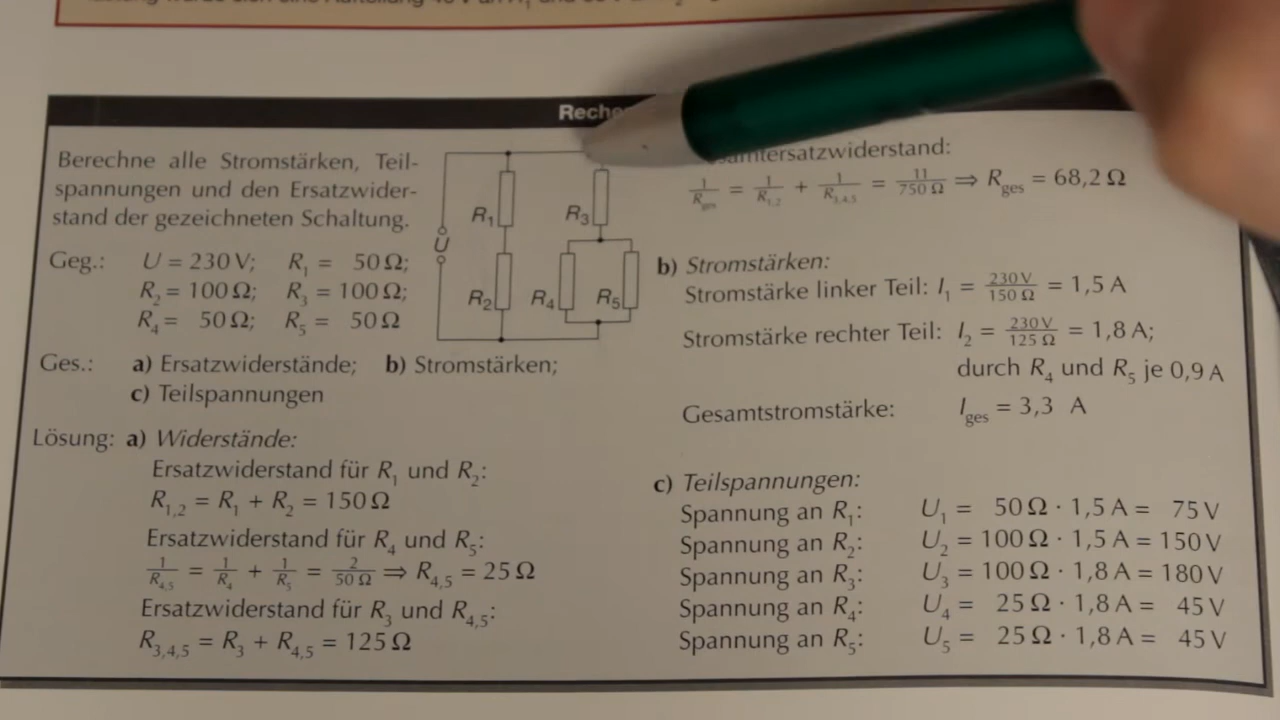 Berechne alle Stromstärken, Teil-
spannungen und den Ersatzwider-
stand der gezeichneten Schaltung.
Geg.: U = 230 V; R₁ = 50 Ω;
R₂ = 100 Ω; R₃ = 100 Ω;
R₄ = 50 Ω; R₅ = 50 Ω
Ges.: a) Ersatzwiderstände; b) Stromstärken;
c) Teilspannungen
Lösung: a) Widerstände:
Ersatzwiderstand für R₁ und R₂:
R₁,₂ = R₁ + R₂ = 150 Ω
Ersatzwiderstand für R₄ und R₅:
1/R₄,₅ = 1/R₄ + 1/R₅ = 2/50 Ω ⇒ R₄,₅ = 25 Ω
Ersatzwiderstand für R₃ und R₄,₅:
R₃,₄,₅ = R₃ + R₄,₅ = 125 Ω
U
R₁
R₃
R₂
R₄
R₅
1/R_ges = 1/R₁,₂ + 1/R₃,₄,₅ = 11/750 Ω ⇒ R_ges = 68,2 Ω
b) Stromstärken:
Stromstärke linker Teil: I₁ = 230 V/150 Ω = 1,5 A
Stromstärke rechter Teil: I₂ = 230 V/125 Ω = 1,8 A;
durch R₄ und R₅ je 0,9 A
Gesamtstromstärke: I_ges = 3,3 A
c) Teilspannungen:
Spannung an R₁: U₁ = 50 Ω · 1,5 A = 75 V
Spannung an R₂: U₂ = 100 Ω · 1,5 A = 150 V
Spannung an R₃: U₃ = 100 Ω · 1,8 A = 180 V
Spannung an R₄: U₄ = 25 Ω · 1,8 A = 45 V
Spannung an R₅: U₅ = 25 Ω · 1,8 A = 45 V